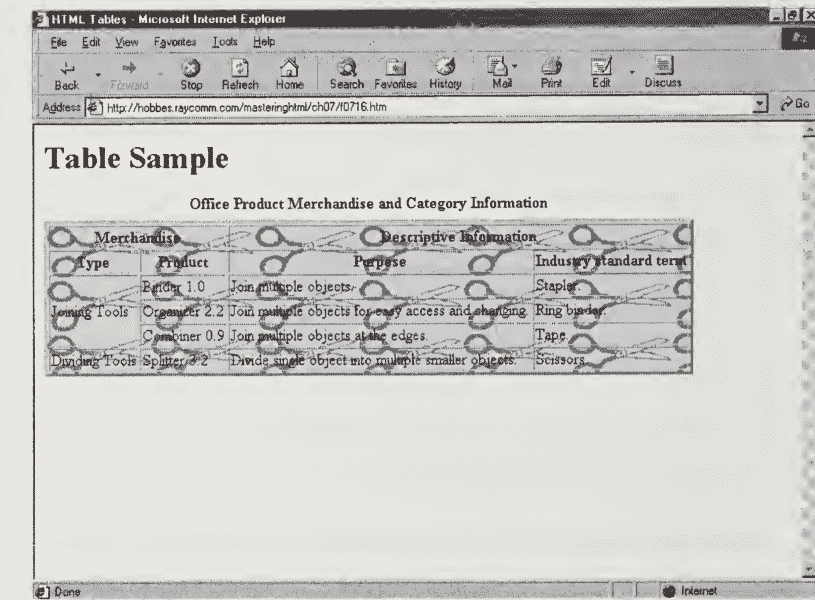 HTML Tables - Microsoft Internet Explorer
File Edit View Favorites Tools Help
Back Forward Stop Refresh Home Search Favorites History Mail Print Edit Discuss
Address http://hobbes.raycomm.com/masteringhtml/ch07/f0716.htm Go
Table Sample
Office Product Merchandise and Category Information
Merchandise Descriptive Information
Type Product Purpose Industry standard term
Binder 1.0 Join multiple objects. Stapler.
Joining Tools Organizer 2.2 Join multiple objects for easy access and changing. Ring binder.
Combiner 0.9 Join multiple objects at the edges. Tape.
Dividing Tools Splitter 3.2 Divide single object into multiple smaller objects. Scissors.
Done Internet